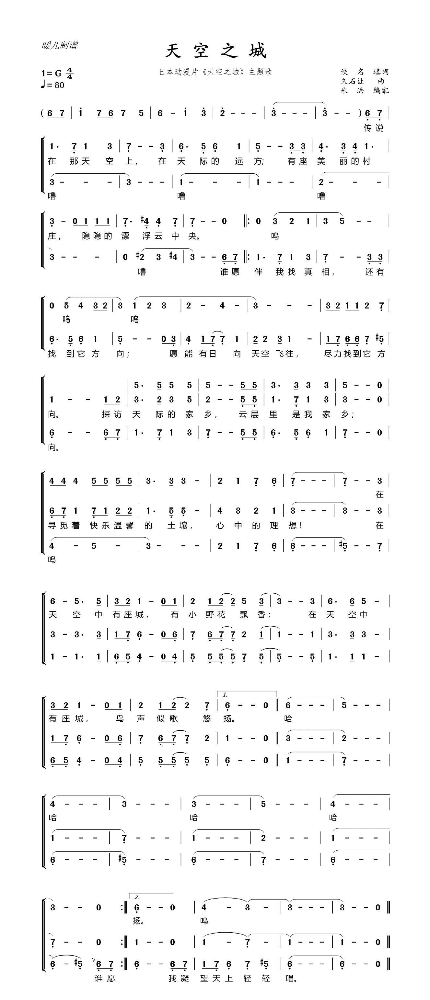 暖儿制谱
天空之城
日本动漫片《天空之城》主题歌
1=G 4/4
♩=80
佚 名 填词
久石让 曲
朱 洪 编配
( 6 7 | 1 7 6 7 5 | 6 - 1 3 | 2 - - - | 3 - - - | 3 - - ) 6 7 |
传说
1· 7 1 3 | 7 - - 3 | 6· 5 6 1 | 5 - - 3 3 | 4· 3 4 1· |
在那天空上，在天际的远方；有座美丽的村
3 - - - | 3 - - - | 1 - - - | 1 - - - | 2 - - - |
噜 噜 噜
3 - 0 1 1 1 | 7· #4 4 7 | 7 - - 0 ‖: 0 3 2 1 | 3 5 - - |
庄，隐隐的漂浮云中央。 呜
3 - - - | 0 #2 3 #4 | 3 - - 6 7 ‖: 1· 7 1 3 | 7 - - 3 3 |
噜 谁愿伴我找真相，还有
0 5 4 3 2 | 3 1 2 3 | 2 - 4 - | 3 - - - | 3 2 1 1 2 7 |
呜 呜
6· 5 6 1 | 5 - - 0 3 | 4 1 7 7 1 | 2 2 3 1 - | 1 7 6 6 7 #5 |
找到它方向；愿能有日向天空飞往，尽力找到它方
| 5· 5 5 5 | 5 - - 5 5 | 3· 3 3 3 | 5 - - 0 |
1 - - 1 2 | 3· 2 3 5 | 2 - - 5 5 | 1· 7 1 3 | 3 - - 0 |
向。探访天际的家乡，云层里是我家乡；
6 - - 6 7 | 1· 7 1 3 | 7 - - 5 5 | 6· 5 6 1 | 7 - - 0 |
向。
4 4 4 5 5 5 5 | 3· 3 3 - | 2 1 7 6 | 7 - - - | 7 - - 3 |
在
6 7 1 7 1 2 2 | 1· 5 5 - | 4 3 2 1 | 3 - - - | 3 - - 3 |
寻觅着快乐温馨的土壤，心中的理想！在
4 - 5 - | 3 - - - | 2 1 7 6 | 6 - - - | #5 - - 7 |
呜
6 - 5· 5 | 3 2 1 - 0 1 | 2 1 2 2 5 3 | 3 - - 3 | 6· 6 5 - |
天空中有座城，有小野花飘香；在天空中
3 - 3· 3 | 1 7 6 - 0 6 | 7 6 7 7 2 1 | 1 - - 1 | 3· 3 3 - |
1 - 1· 1 | 6 5 4 - 0 4 | 5 5 5 5 7 5 | 5 - - 5 | 1· 1 1 - |
1.
3 2 1 - 0 1 | 2 1 2 2 7 | 6 - - 0 ‖ 6 - - - | 5 - - - |
有座城，鸟声似歌悠扬。 哈
1 7 6 - 0 6 | 7 6 7 7 2 | 1 - - 0 ‖ 3 - - - | 2 - - - |
6 5 4 - 0 4 | 5 5 5 5 5 | 6 - - 0 ‖ 1 - - - | 7 - - - |
4 - - - | 3 - - - | 3 - - - | 5 - - - | 4 - - - |
哈 哈 哈
1 - - - | 7 - - - | 1 - - - | 2 - - - | 1 - - - |
6 - - - | #5 - - - | 6 - - - | 7 - - - | 6 - - - |
2.
3 - - 0 :‖ 6 - - 0 | 4 - 3 - | 3 - - - | 3 - - 0 ‖
扬。 呜
7 - - 0 :‖ 1 - - 0 | 1 - 7 - | 1 - - - | 1 - - 0 ‖
6 - #5 ∨ 6 7 :‖ 6 - - 6 7 | 1 7 6 7 #5 | 6 - - - | 6 - - 0 ‖
谁愿 我凝望天上轻轻唱。